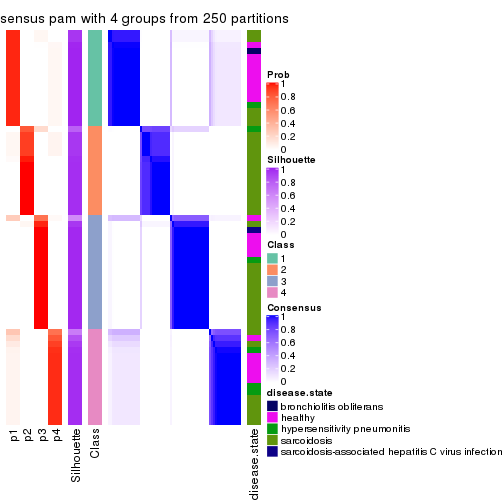 sensus pam with 4 groups from 250 partitions
Prob
1
0.8
0.6
0.4
0.2
0
Silhouette
1
0.8
0.6
0.4
0.2
0
Class
1
2
3
4
Consensus
1
0.8
0.6
0.4
0.2
0
disease.state
bronchiolitis obliterans
healthy
hypersensitivity pneumonitis
sarcoidosis
sarcoidosis-associated hepatitis C virus infection
p1
p2
p3
p4
Silhouette
Class
disease.state